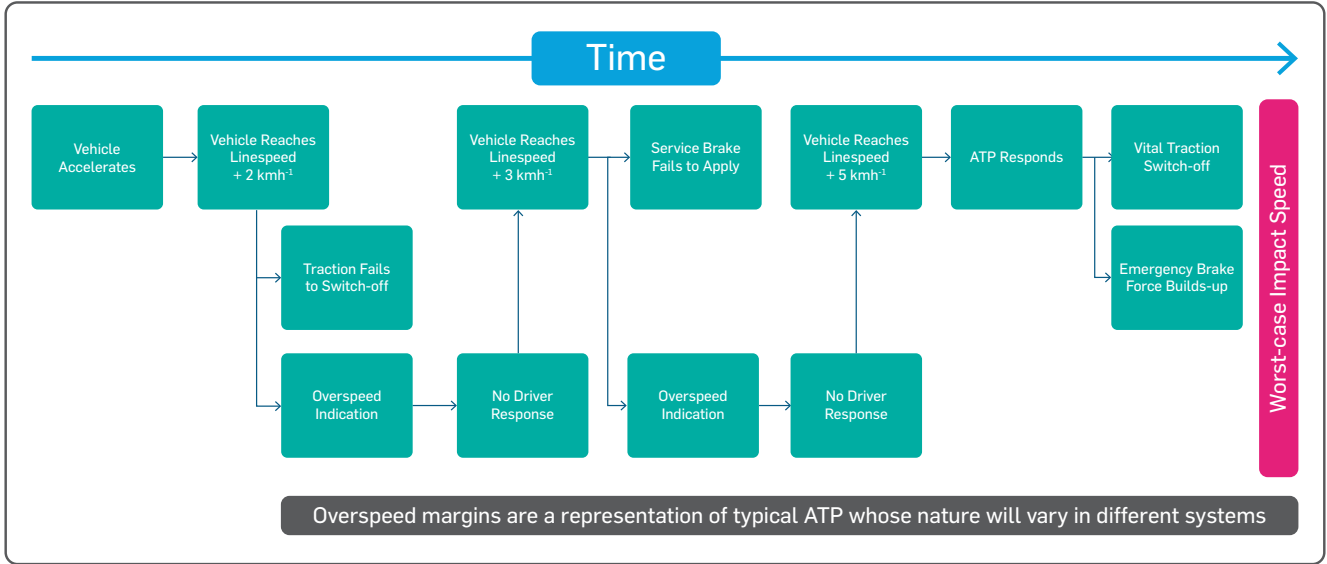 Time
Vehicle
Accelerates
Vehicle Reaches
Linespeed
+ 2 kmh⁻¹
Traction Fails
to Switch-off
Overspeed
Indication
No Driver
Response
Vehicle Reaches
Linespeed
+ 3 kmh⁻¹
Service Brake
Fails to Apply
Overspeed
Indication
No Driver
Response
Vehicle Reaches
Linespeed
+ 5 kmh⁻¹
ATP Responds
Vital Traction
Switch-off
Emergency Brake
Force Builds-up
Worst-case Impact Speed
Overspeed margins are a representation of typical ATP whose nature will vary in different systems